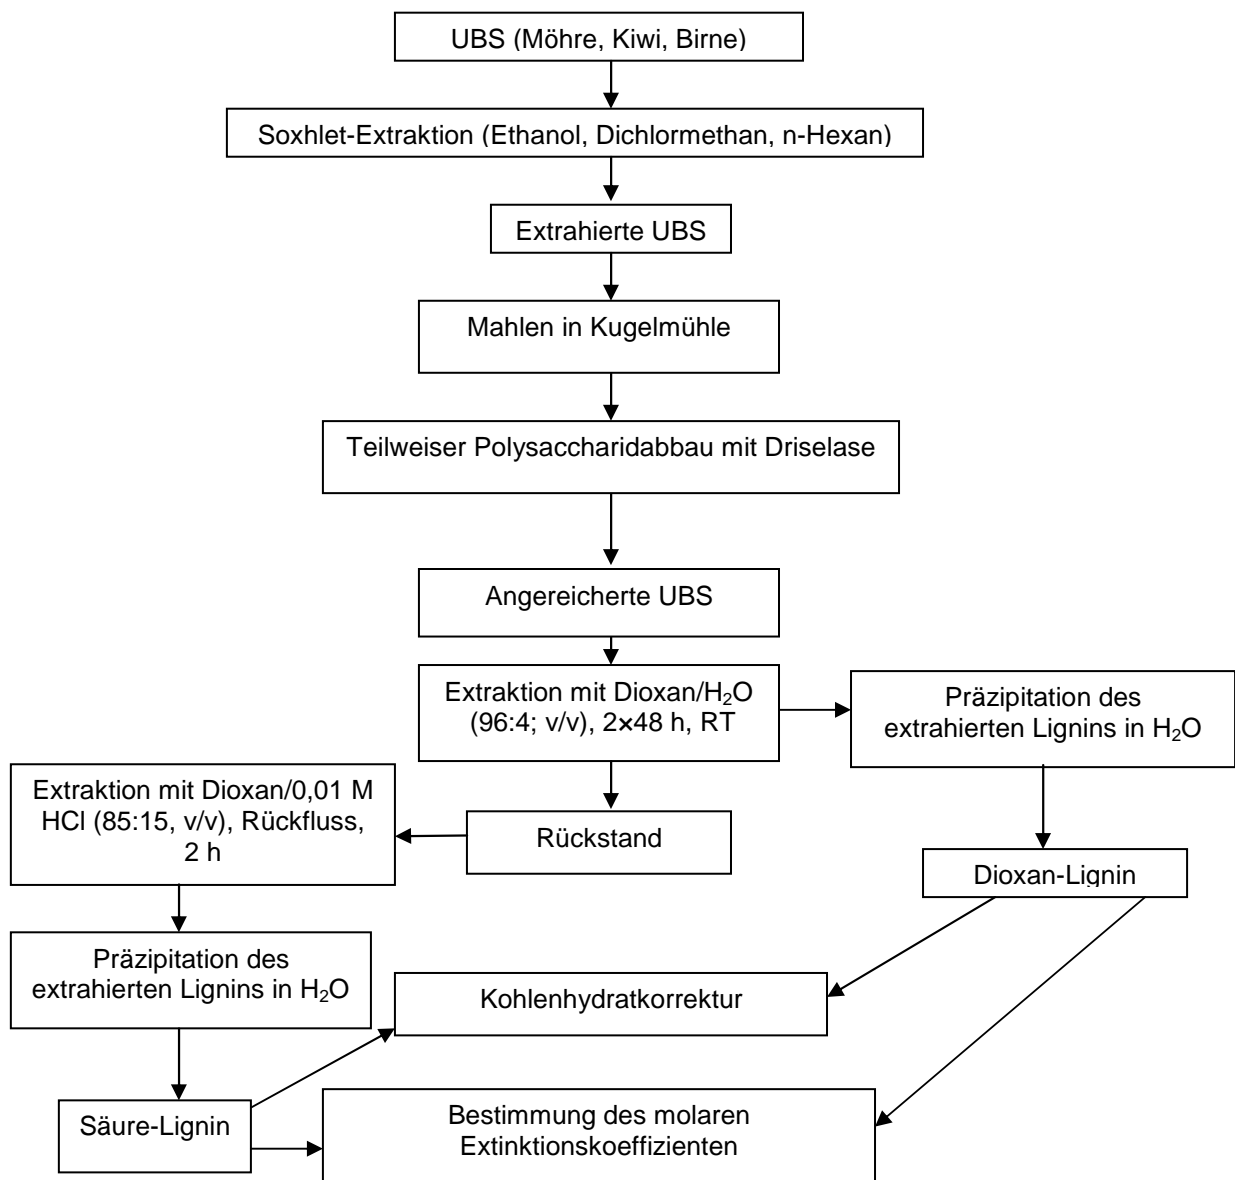 UBS (Möhre, Kiwi, Birne)
Soxhlet-Extraktion (Ethanol, Dichlormethan, n-Hexan)
Extrahierte UBS
Mahlen in Kugelmühle
Teilweiser Polysaccharidabbau mit Driselase
Angereicherte UBS
Extraktion mit Dioxan/H₂O
(96:4; v/v), 2×48 h, RT
Präzipitation des
extrahierten Lignins in H₂O
Extraktion mit Dioxan/0,01 M
HCl (85:15, v/v), Rückfluss,
2 h
Rückstand
Dioxan-Lignin
Präzipitation des
extrahierten Lignins in H₂O
Kohlenhydratkorrektur
Säure-Lignin
Bestimmung des molaren
Extinktionskoeffizienten